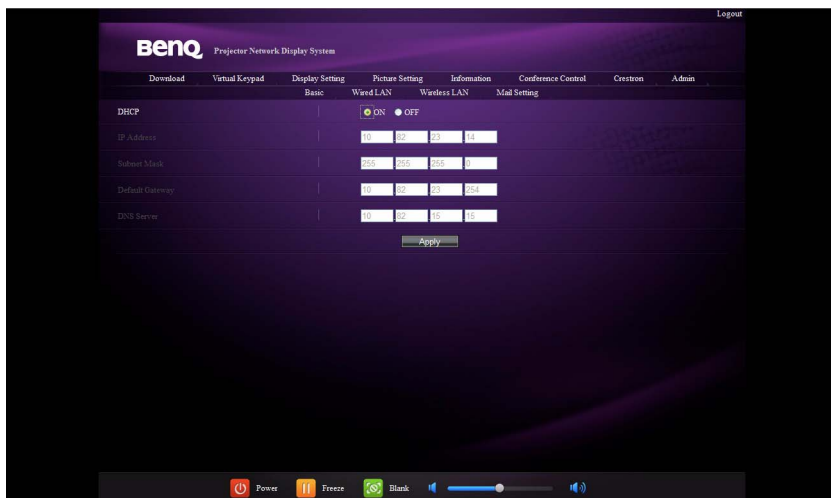 Logout
BenQ Projector Network Display System
Download Virtual Keypad Display Setting Picture Setting Information Conference Control Crestron Admin
Basic Wired LAN Wireless LAN Mail Setting
DHCP ON OFF
IP Address 10 . 82 . 23 . 14
Subnet Mask 255 . 255 . 255 . 0
Default Gateway 10 . 82 . 23 . 254
DNS Server 10 . 82 . 15 . 15
Apply
Power Freeze Blank